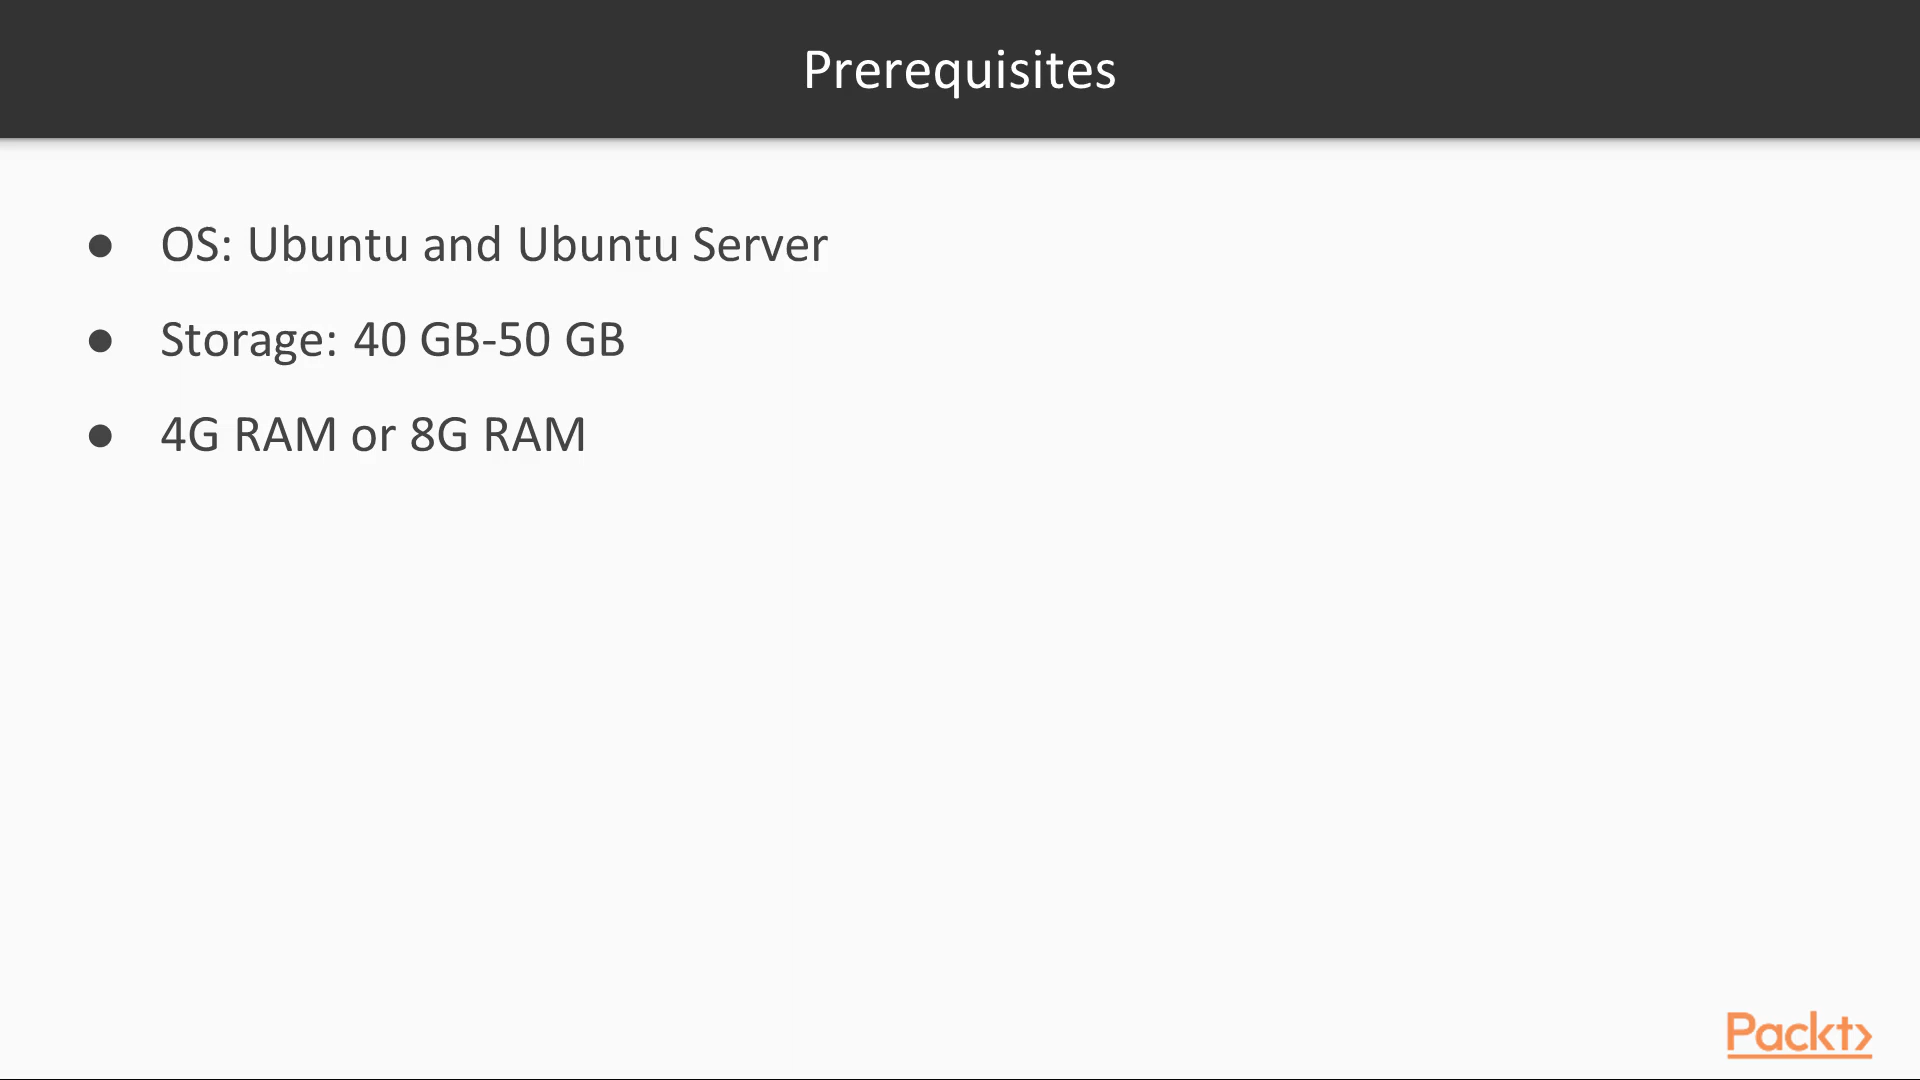 Prerequisites
● OS: Ubuntu and Ubuntu Server
● Storage: 40 GB-50 GB
● 4G RAM or 8G RAM
Packt>